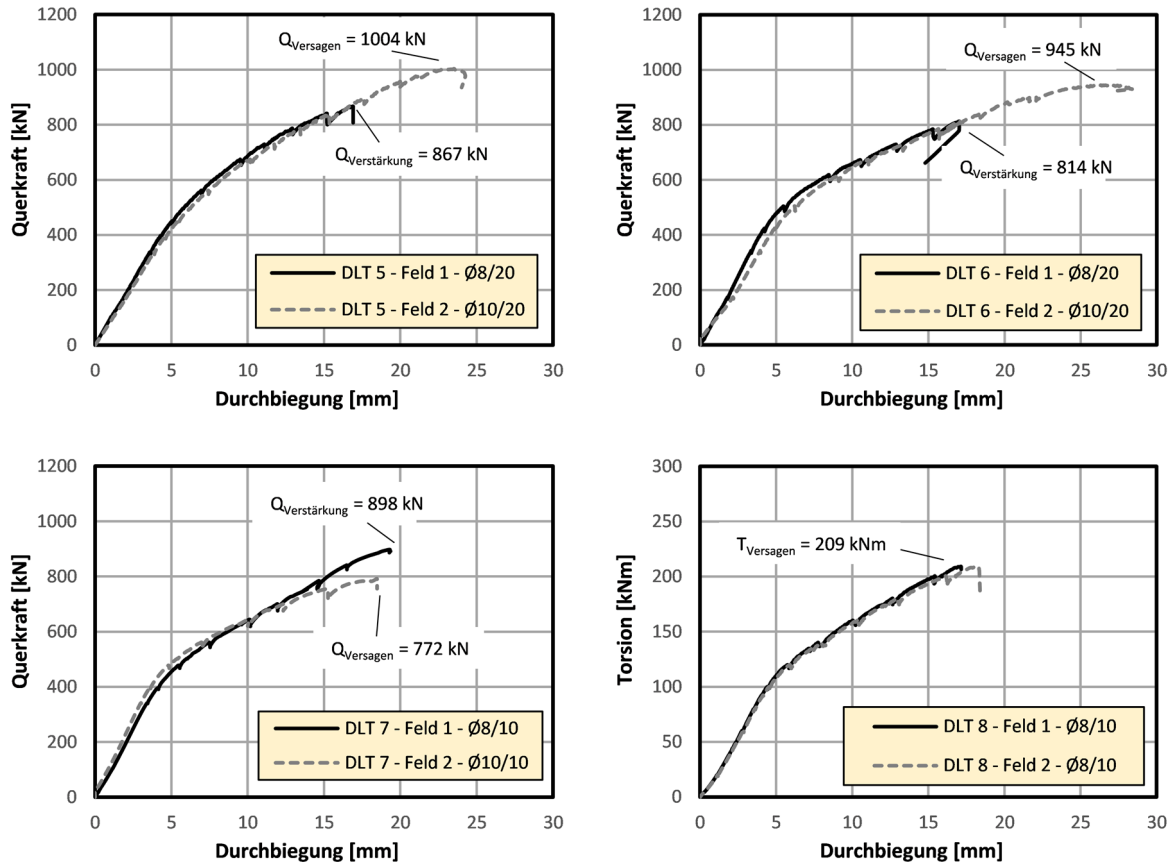 1200
1000
800
600
400
200
0
0 5 10 15 20 25 30
Querkraft [kN]
Durchbiegung [mm]
QVersagen = 1004 kN
QVerstärkung = 867 kN
DLT 5 - Feld 1 - Ø8/20
DLT 5 - Feld 2 - Ø10/20
1200
1000
800
600
400
200
0
0 5 10 15 20 25 30
Querkraft [kN]
Durchbiegung [mm]
QVersagen = 945 kN
QVerstärkung = 814 kN
DLT 6 - Feld 1 - Ø8/20
DLT 6 - Feld 2 - Ø10/20
1200
1000
800
600
400
200
0
0 5 10 15 20 25 30
Querkraft [kN]
Durchbiegung [mm]
QVerstärkung = 898 kN
QVersagen = 772 kN
DLT 7 - Feld 1 - Ø8/10
DLT 7 - Feld 2 - Ø10/10
300
250
200
150
100
50
0
0 5 10 15 20 25 30
Torsion [kNm]
Durchbiegung [mm]
TVersagen = 209 kNm
DLT 8 - Feld 1 - Ø8/10
DLT 8 - Feld 2 - Ø8/10